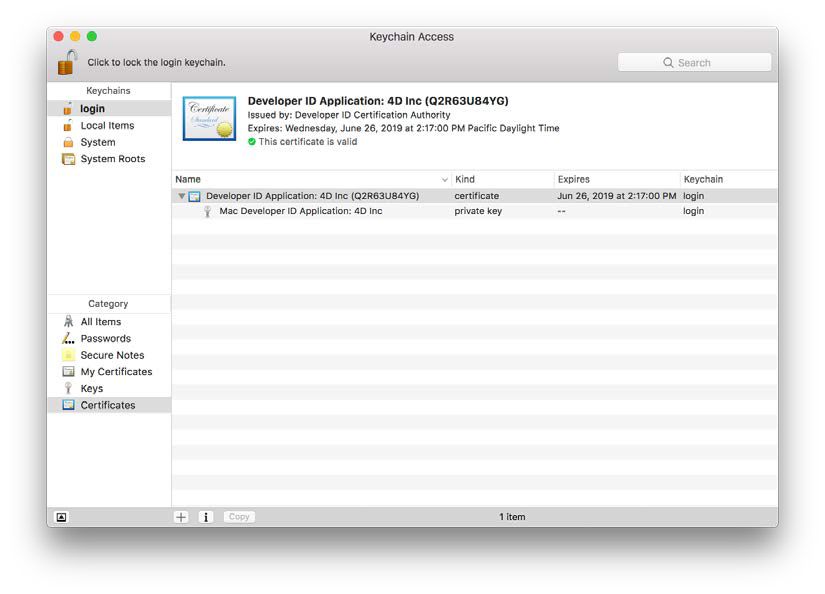 Keychain Access
Click to lock the login keychain.
Search
Keychains
login
Local Items
System
System Roots
Certificate
Standard
Developer ID Application: 4D Inc (Q2R63U84YG)
Issued by: Developer ID Certification Authority
Expires: Wednesday, June 26, 2019 at 2:17:00 PM Pacific Daylight Time
This certificate is valid
Name Kind Expires Keychain
Developer ID Application: 4D Inc (Q2R63U84YG) certificate Jun 26, 2019 at 2:17:00 PM login
Mac Developer ID Application: 4D Inc private key -- login
Category
All Items
Passwords
Secure Notes
My Certificates
Keys
Certificates
Copy
1 item